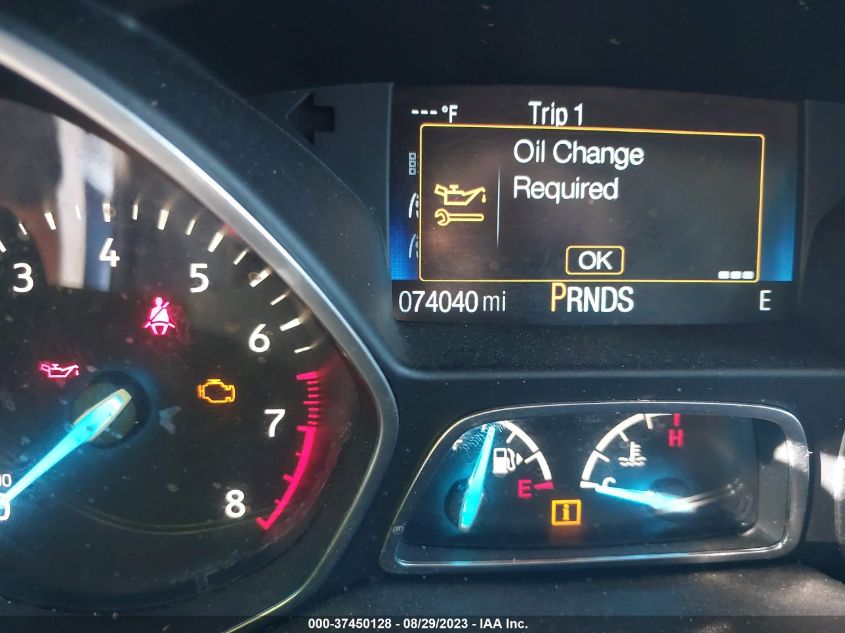 ---°F Trip 1
Oil Change
Required
OK
074040 mi PRNDS E
3 4 5 6 7 8
E
C H
000-37450128 - 08/29/2023 - IAA Inc.